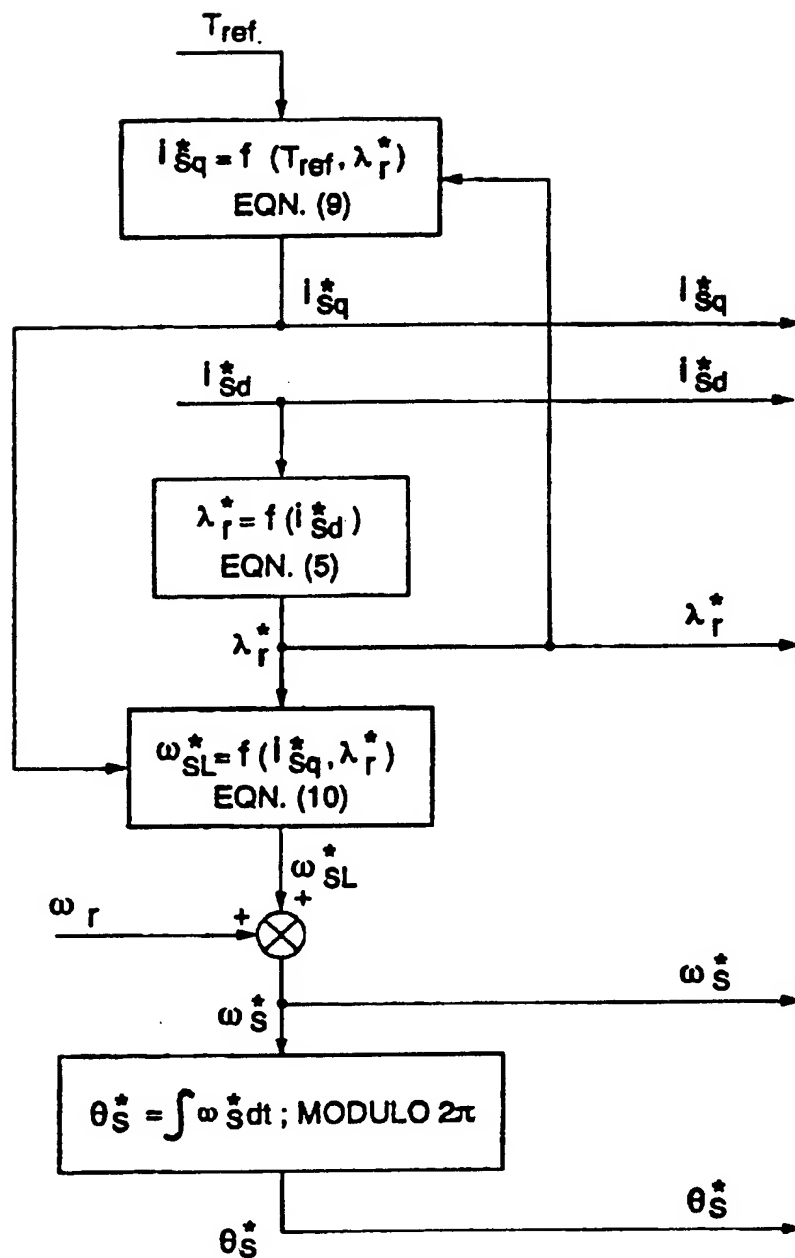 T_ref.
i*_Sq = f (T_ref, λ*_r)
EQN. (9)
i*_Sq
i*_Sq
i*_Sd
i*_Sd
λ*_r = f (i*_Sd)
EQN. (5)
λ*_r
λ*_r
ω*_SL = f (i*_Sq, λ*_r)
EQN. (10)
ω*_SL
+
ω_r
+
ω*_S
ω*_S
θ*_S = ∫ ω*_S dt ; MODULO 2π
θ*_S
θ*_S